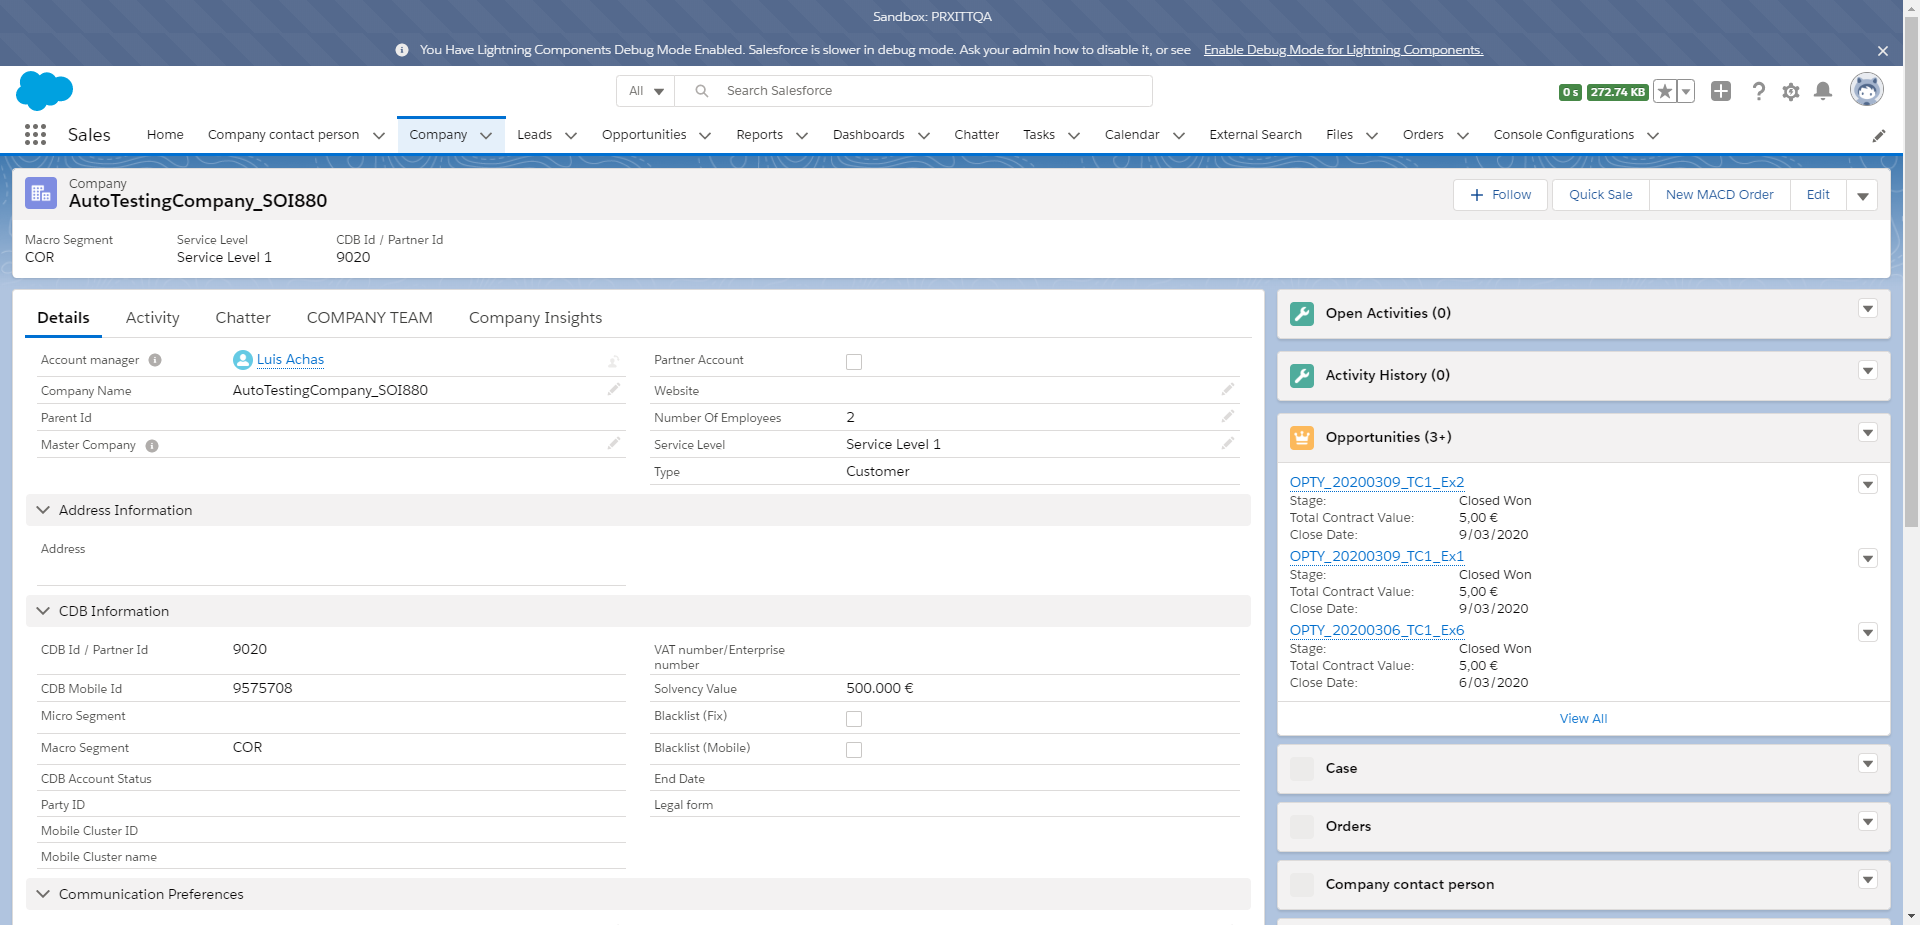 Sandbox: PRXITTQA
You Have Lightning Components Debug Mode Enabled. Salesforce is slower in debug mode. Ask your admin how to disable it, or see Enable Debug Mode for Lightning Components.
All
Search Salesforce
0 s 272.74 KB
Sales Home Company contact person Company Leads Opportunities Reports Dashboards Chatter Tasks Calendar External Search Files Orders Console Configurations
Company
AutoTestingCompany_SOI880
Follow Quick Sale New MACD Order Edit
Macro Segment Service Level CDB Id / Partner Id
COR Service Level 1 9020
Details Activity Chatter COMPANY TEAM Company Insights
Account manager Luis Achas
Company Name AutoTestingCompany_SOI880
Parent Id
Master Company
Partner Account
Website
Number Of Employees 2
Service Level Service Level 1
Type Customer
Address Information
Address
CDB Information
CDB Id / Partner Id 9020
CDB Mobile Id 9575708
Micro Segment
Macro Segment COR
CDB Account Status
Party ID
Mobile Cluster ID
Mobile Cluster name
VAT number/Enterprise
number
Solvency Value 500.000 €
Blacklist (Fix)
Blacklist (Mobile)
End Date
Legal form
Communication Preferences
Open Activities (0)
Activity History (0)
Opportunities (3+)
OPTY_20200309_TC1_Ex2
Stage: Closed Won
Total Contract Value: 5,00 €
Close Date: 9/03/2020
OPTY_20200309_TC1_Ex1
Stage: Closed Won
Total Contract Value: 5,00 €
Close Date: 9/03/2020
OPTY_20200306_TC1_Ex6
Stage: Closed Won
Total Contract Value: 5,00 €
Close Date: 6/03/2020
View All
Case
Orders
Company contact person